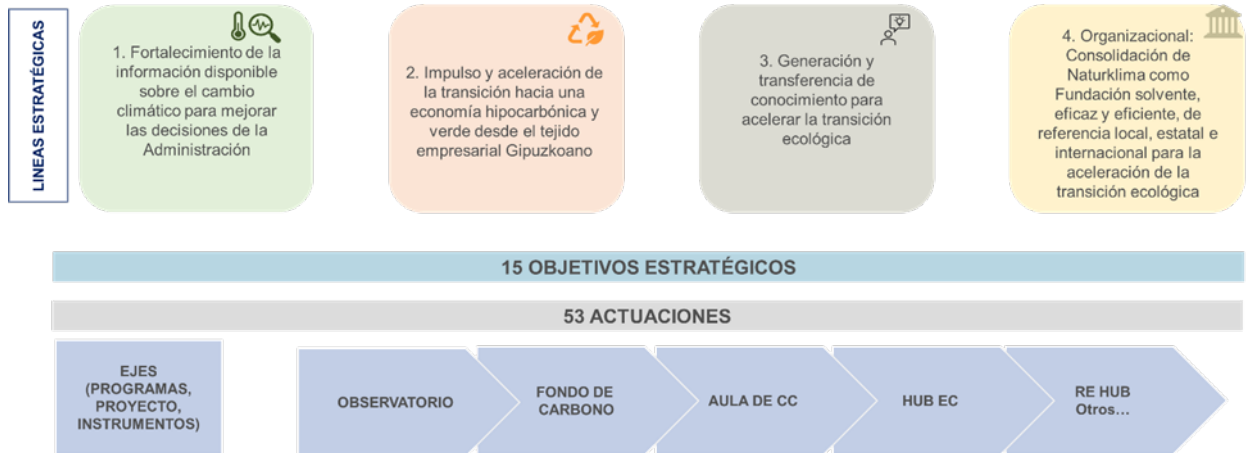 LINEAS ESTRATÉGICAS
1. Fortalecimiento de la
información disponible
sobre el cambio
climático para mejorar
las decisiones de la
Administración
2. Impulso y aceleración de
la transición hacia una
economía hipocarbónica y
verde desde el tejido
empresarial Gipuzkoano
3. Generación y
transferencia de
conocimiento para
acelerar la transición
ecológica
4. Organizacional:
Consolidación de
Naturklima como
Fundación solvente,
eficaz y eficiente, de
referencia local, estatal e
internacional para la
aceleración de la
transición ecológica
15 OBJETIVOS ESTRATÉGICOS
53 ACTUACIONES
EJES
(PROGRAMAS,
PROYECTO,
INSTRUMENTOS)
OBSERVATORIO
FONDO DE
CARBONO
AULA DE CC
HUB EC
RE HUB
Otros...